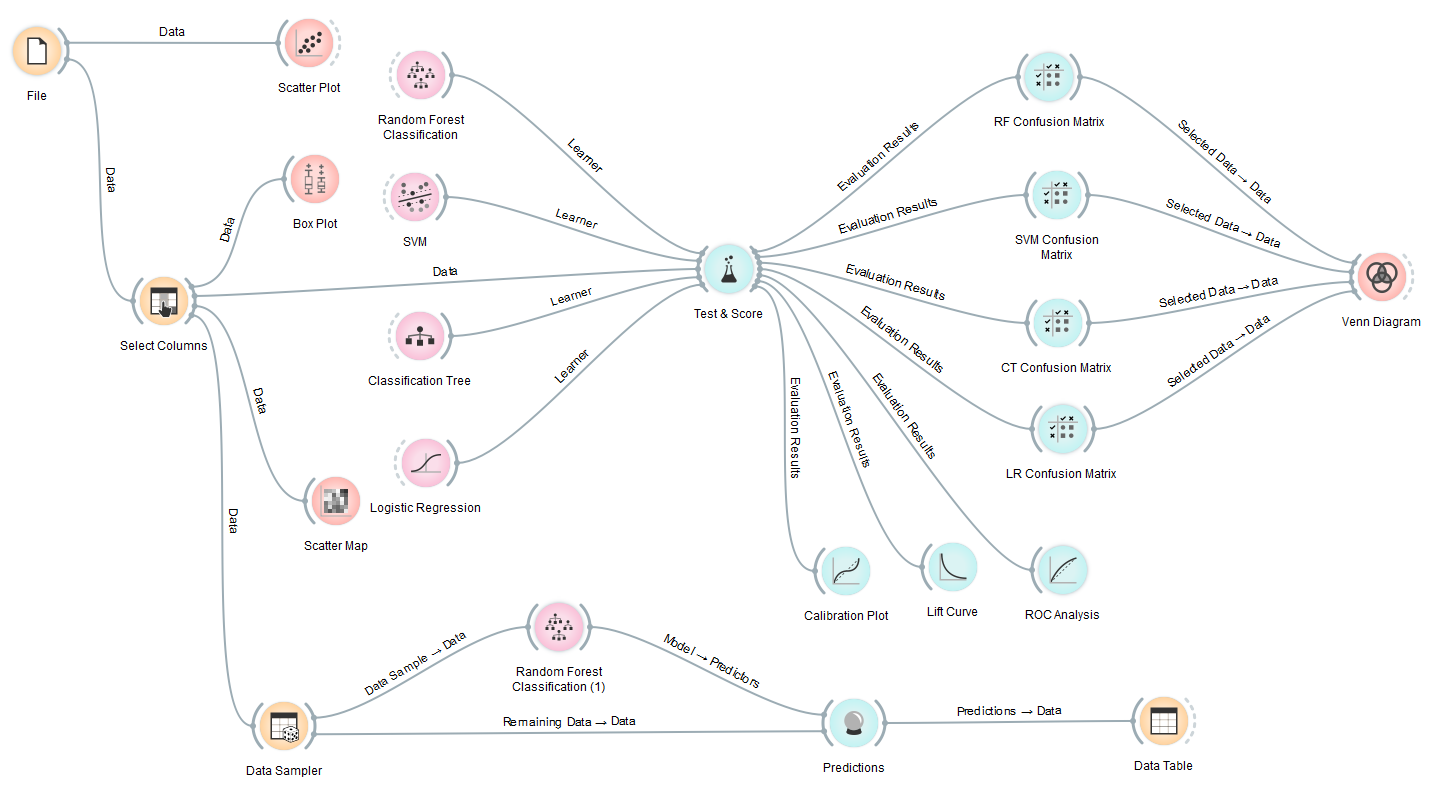 Data
File
Scatter Plot
Random Forest
Classification
Learner
Evaluation Results
RF Confusion Matrix
Selected Data → Data
Data
Data
Box Plot
SVM
Learner
Evaluation Results
SVM Confusion
Matrix
Selected Data → Data
Data
Select Columns
Learner
Classification Tree
Test & Score
Evaluation Results
CT Confusion Matrix
Selected Data → Data
Venn Diagram
Evaluation Results
LR Confusion Matrix
Selected Data → Data
Data
Learner
Logistic Regression
Scatter Map
Data
Evaluation Results
Evaluation Results
Evaluation Results
Calibration Plot
Lift Curve
ROC Analysis
Data Sample → Data
Random Forest
Classification (1)
Model → Predictors
Remaining Data → Data
Data Sampler
Predictions
Predictions → Data
Data Table